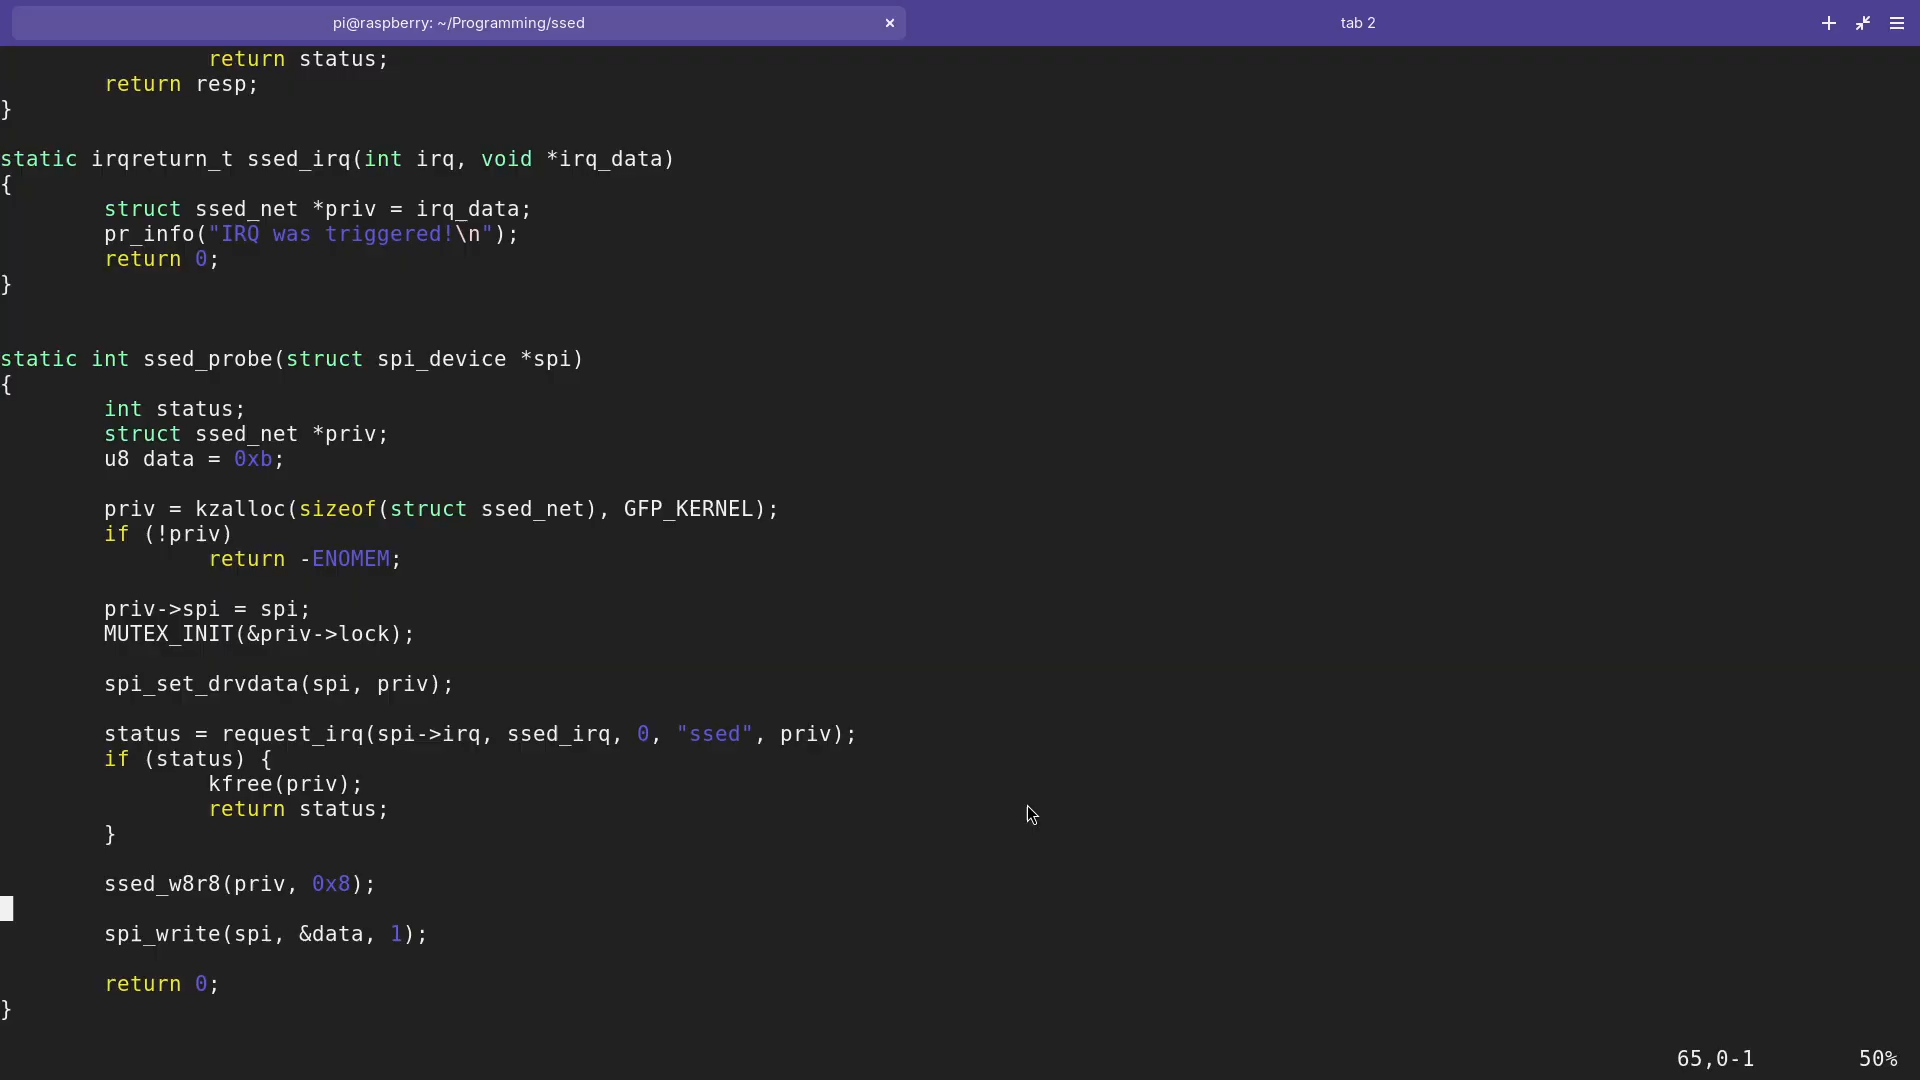 pi@raspberry: ~/Programming/ssed × tab 2
return status;
return resp;
}
static irqreturn_t ssed_irq(int irq, void *irq_data)
{
struct ssed_net *priv = irq_data;
pr_info("IRQ was triggered!\n");
return 0;
}
static int ssed_probe(struct spi_device *spi)
{
int status;
struct ssed_net *priv;
u8 data = 0xb;
priv = kzalloc(sizeof(struct ssed_net), GFP_KERNEL);
if (!priv)
return -ENOMEM;
priv->spi = spi;
MUTEX_INIT(&priv->lock);
spi_set_drvdata(spi, priv);
status = request_irq(spi->irq, ssed_irq, 0, "ssed", priv);
if (status) {
kfree(priv);
return status;
}
ssed_w8r8(priv, 0x8);
spi_write(spi, &data, 1);
return 0;
}
65,0-1 50%